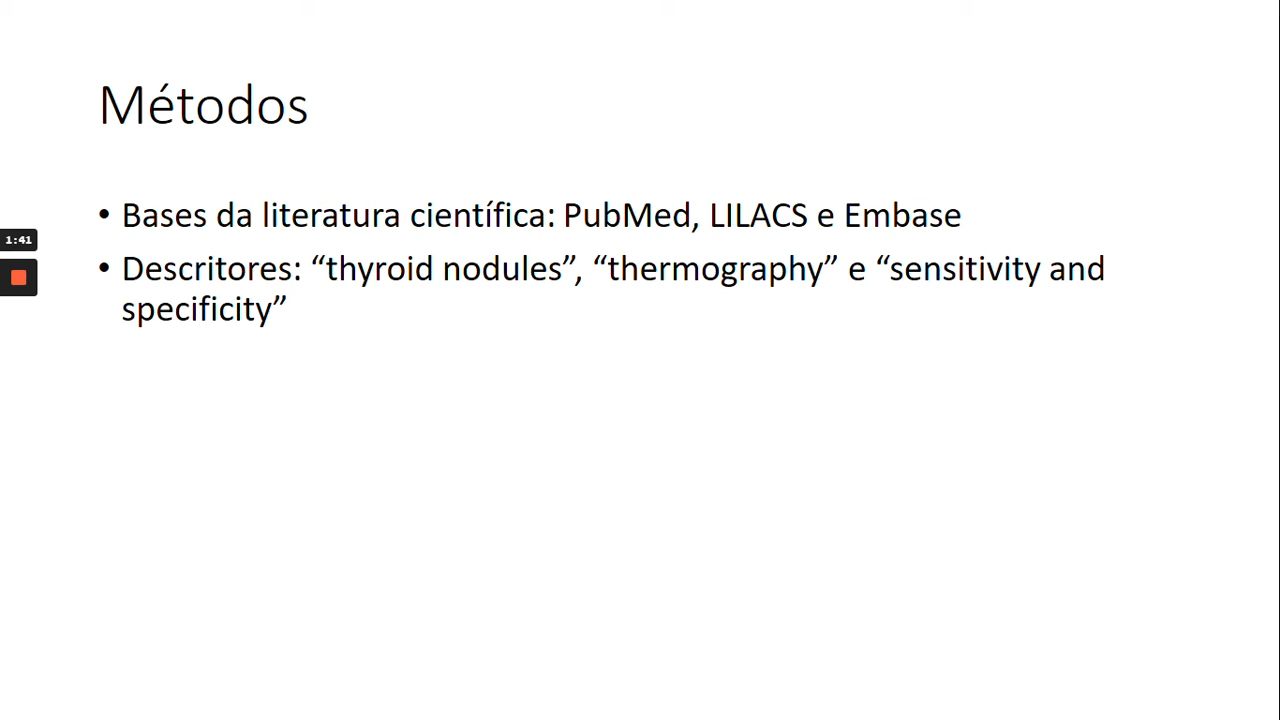 Métodos
• Bases da literatura científica: PubMed, LILACS e Embase
1:41
• Descritores: “thyroid nodules”, “thermography” e “sensitivity and
specificity”